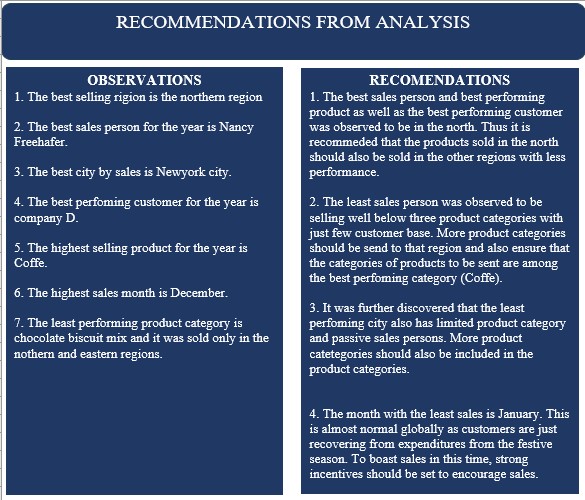 RECOMMENDATIONS FROM ANALYSIS
OBSERVATIONS
1. The best selling rigion is the northern region
2. The best sales person for the year is Nancy
Freehafer.
3. The best city by sales is Newyork city.
4. The best perfoming customer for the year is
company D.
5. The highest selling product for the year is
Coffe.
6. The highest sales month is December.
7. The least performing product category is
chocolate biscuit mix and it was sold only in the
nothern and eastern regions.
RECOMENDATIONS
1. The best sales person and best performing
product as well as the best performing customer
was observed to be in the north. Thus it is
recommeded that the products sold in the north
should also be sold in the other regions with less
performance.
2. The least sales person was observed to be
selling well below three product categories with
just few customer base. More product categories
should be send to that region and also ensure that
the categories of products to be sent are among
the best perfoming category (Coffe).
3. It was further discovered that the least
perfoming city also has limited product category
and passive sales persons. More product
catetegories should also be included in the
product categories.
4. The month with the least sales is January. This
is almost normal globally as customers are just
recovering from expenditures from the festive
season. To boast sales in this time, strong
incentives should be set to encourage sales.